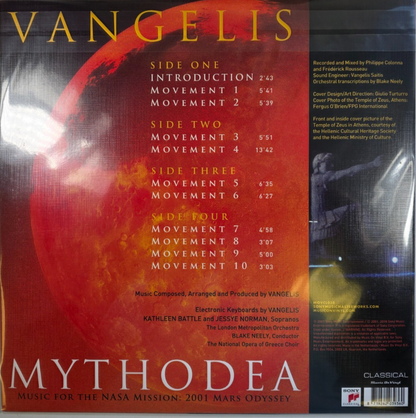 VANGELIS
SIDE ONE
INTRODUCTION 2'43
MOVEMENT 1 5'41
MOVEMENT 2 5'39
SIDE TWO
MOVEMENT 3 5'51
MOVEMENT 4 13'42
SIDE THREE
MOVEMENT 5 6'35
MOVEMENT 6 6'27
SIDE FOUR
MOVEMENT 7 4'58
MOVEMENT 8 3'07
MOVEMENT 9 5'00
MOVEMENT 10 3'03
Music Composed, Arranged and Produced by VANGELIS
Electronic Keyboards by VANGELIS
KATHLEEN BATTLE and JESSYE NORMAN, Sopranos
The London Metropolitan Orchestra
BLAKE NEELY, Conductor
The National Opera of Greece Choir
MYTHODEA
MUSIC FOR THE NASA MISSION: 2001 MARS ODYSSEY
Recorded and Mixed by Philippe Colonna
and Frederick Rousseau
Sound Engineer: Vangelis Saitis
Orchestral transcriptions by Blake Neely
Cover Design/Art Direction: Giulio Turturro
Cover Photo of the Temple of Zeus, Athens:
Fergus O'Brien/FPG International
Front and inside cover picture of the
Temple of Zeus in Athens, courtesy of
the Hellenic Cultural Heritage Society
and the Hellenic Ministry of Culture.
SONY
CLASSICAL
Music On Vinyl